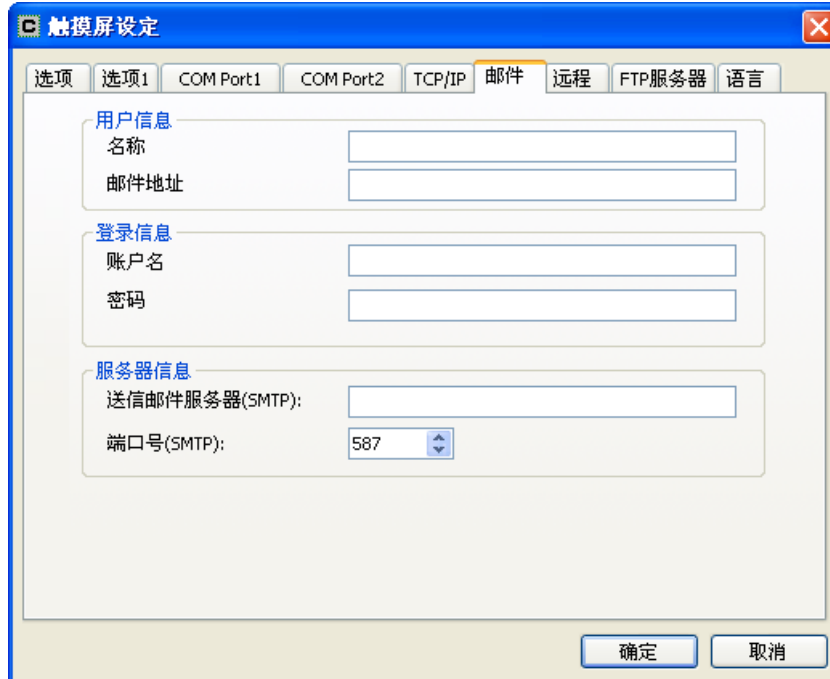 触摸屏设定
选项 选项1 COM Port1 COM Port2 TCP/IP 邮件 远程 FTP服务器 语言
用户信息
名称
邮件地址
登录信息
账户名
密码
服务器信息
送信邮件服务器(SMTP):
端口号(SMTP): 587
确定 取消